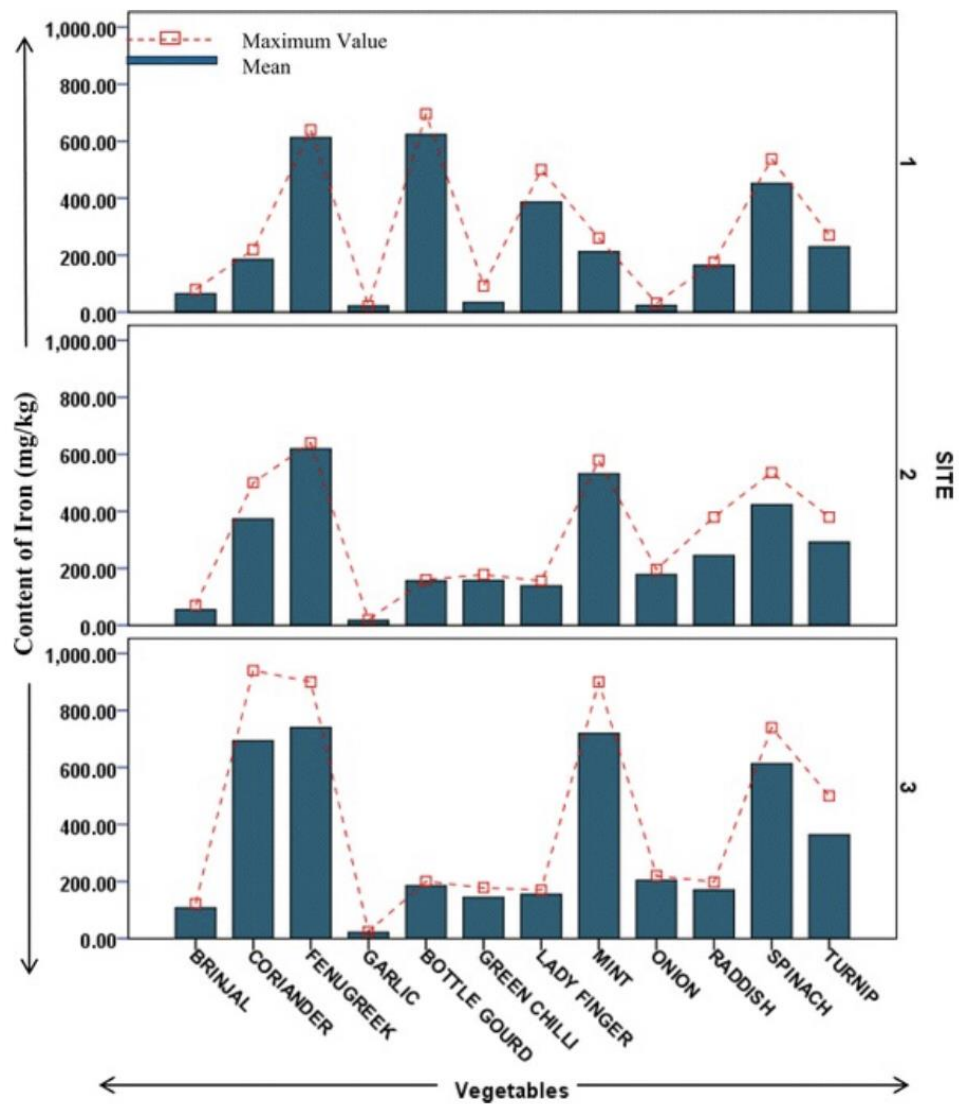 1,000.00
Maximum Value
Mean
800.00
600.00
400.00
200.00
0.00
1
1,000.00
800.00
600.00
400.00
200.00
0.00
2
1,000.00
800.00
600.00
400.00
200.00
0.00
3
Content of Iron (mg/kg)
SITE
BRINJAL
CORIANDER
FENUGREEK
GARLIC
BOTTLE GOURD
GREEN CHILLI
LADY FINGER
MINT
ONION
RADDISH
SPINACH
TURNIP
Vegetables